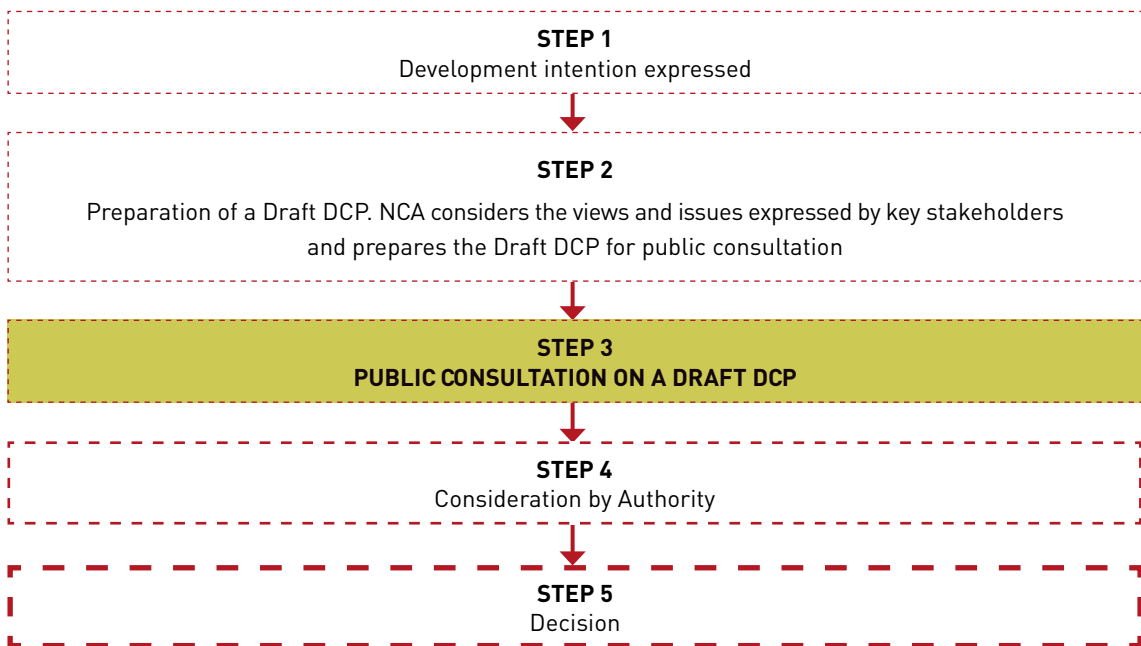 STEP 1
Development intention expressed
STEP 2
Preparation of a Draft DCP. NCA considers the views and issues expressed by key stakeholders
and prepares the Draft DCP for public consultation
STEP 3
PUBLIC CONSULTATION ON A DRAFT DCP
STEP 4
Consideration by Authority
STEP 5
Decision